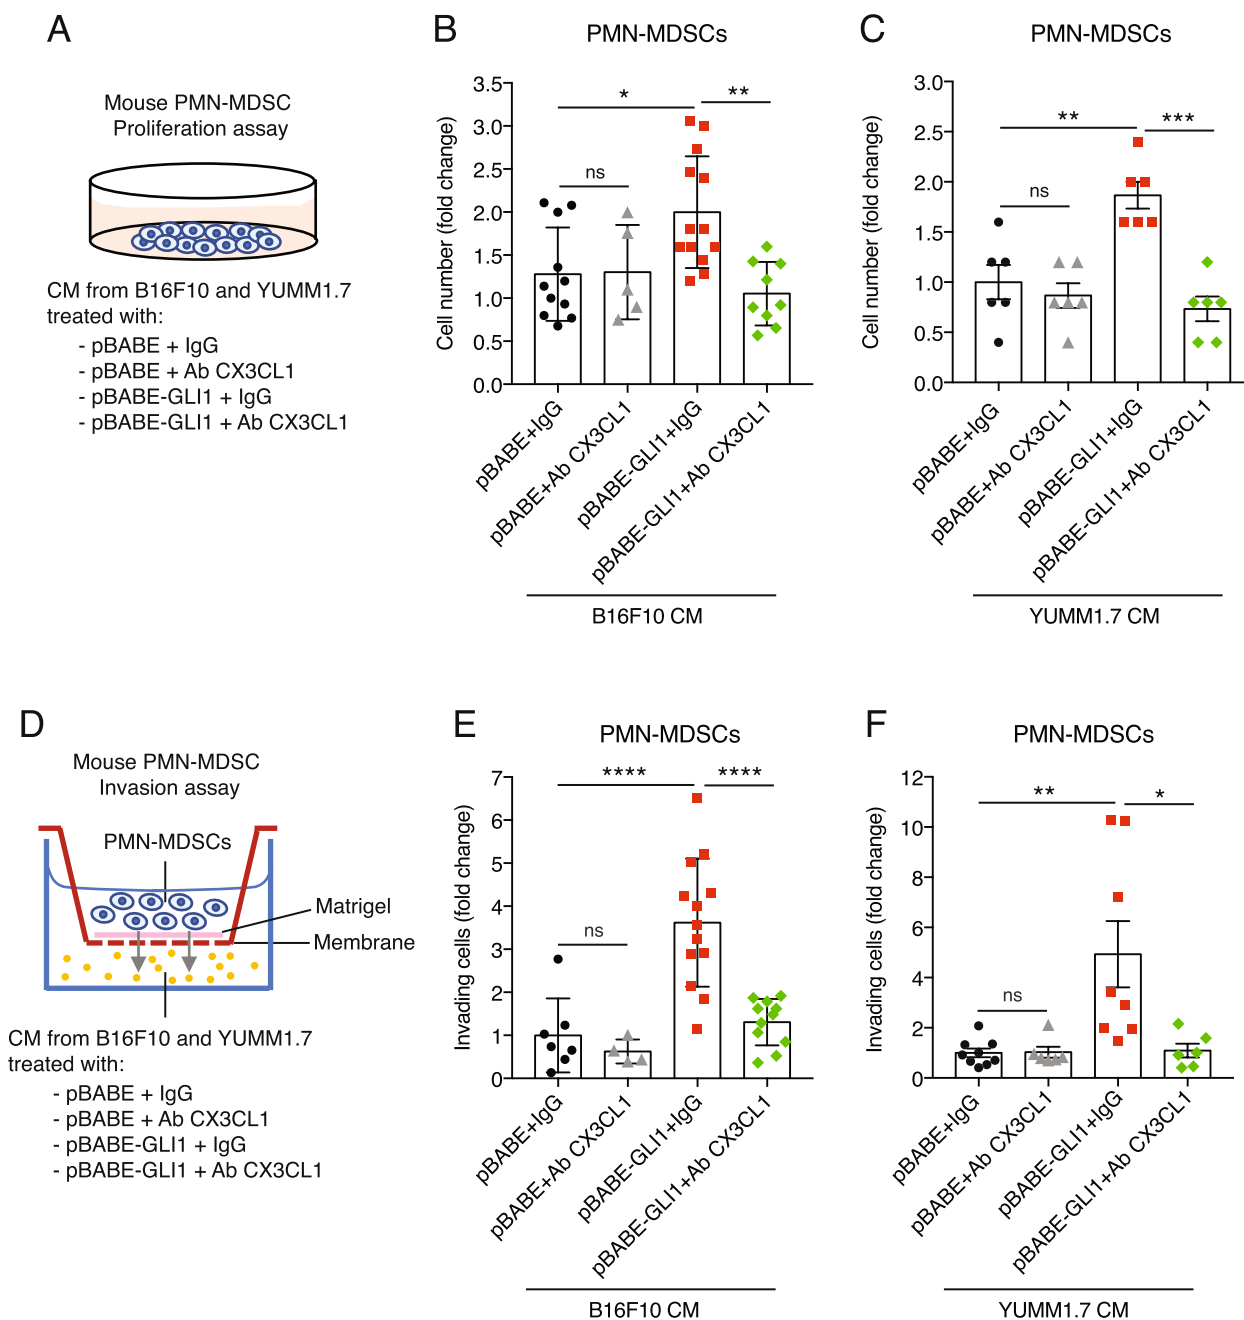 A
Mouse PMN-MDSC
Proliferation assay
CM from B16F10 and YUMM1.7
treated with:
- pBABE + IgG
- pBABE + Ab CX3CL1
- pBABE-GLI1 + IgG
- pBABE-GLI1 + Ab CX3CL1
B
PMN-MDSCs
Cell number (fold change)
3.5
3.0
2.5
2.0
1.5
1.0
0.5
0.0
*
**
ns
pBABE+IgG
pBABE+Ab CX3CL1
pBABE-GLI1+IgG
pBABE-GLI1+Ab CX3CL1
B16F10 CM
C
PMN-MDSCs
Cell number (fold change)
3.0
2.5
2.0
1.5
1.0
0.5
0.0
**
***
ns
pBABE+IgG
pBABE+Ab CX3CL1
pBABE-GLI1+IgG
pBABE-GLI1+Ab CX3CL1
YUMM1.7 CM
D
Mouse PMN-MDSC
Invasion assay
PMN-MDSCs
Matrigel
Membrane
CM from B16F10 and YUMM1.7
treated with:
- pBABE + IgG
- pBABE + Ab CX3CL1
- pBABE-GLI1 + IgG
- pBABE-GLI1 + Ab CX3CL1
E
PMN-MDSCs
Invading cells (fold change)
7
6
5
4
3
2
1
0
****
****
ns
pBABE+IgG
pBABE+Ab CX3CL1
pBABE-GLI1+IgG
pBABE-GLI1+Ab CX3CL1
B16F10 CM
F
PMN-MDSCs
Invading cells (fold change)
12
10
8
6
4
2
0
**
*
ns
pBABE+IgG
pBABE+Ab CX3CL1
pBABE-GLI1+IgG
pBABE-GLI1+Ab CX3CL1
YUMM1.7 CM